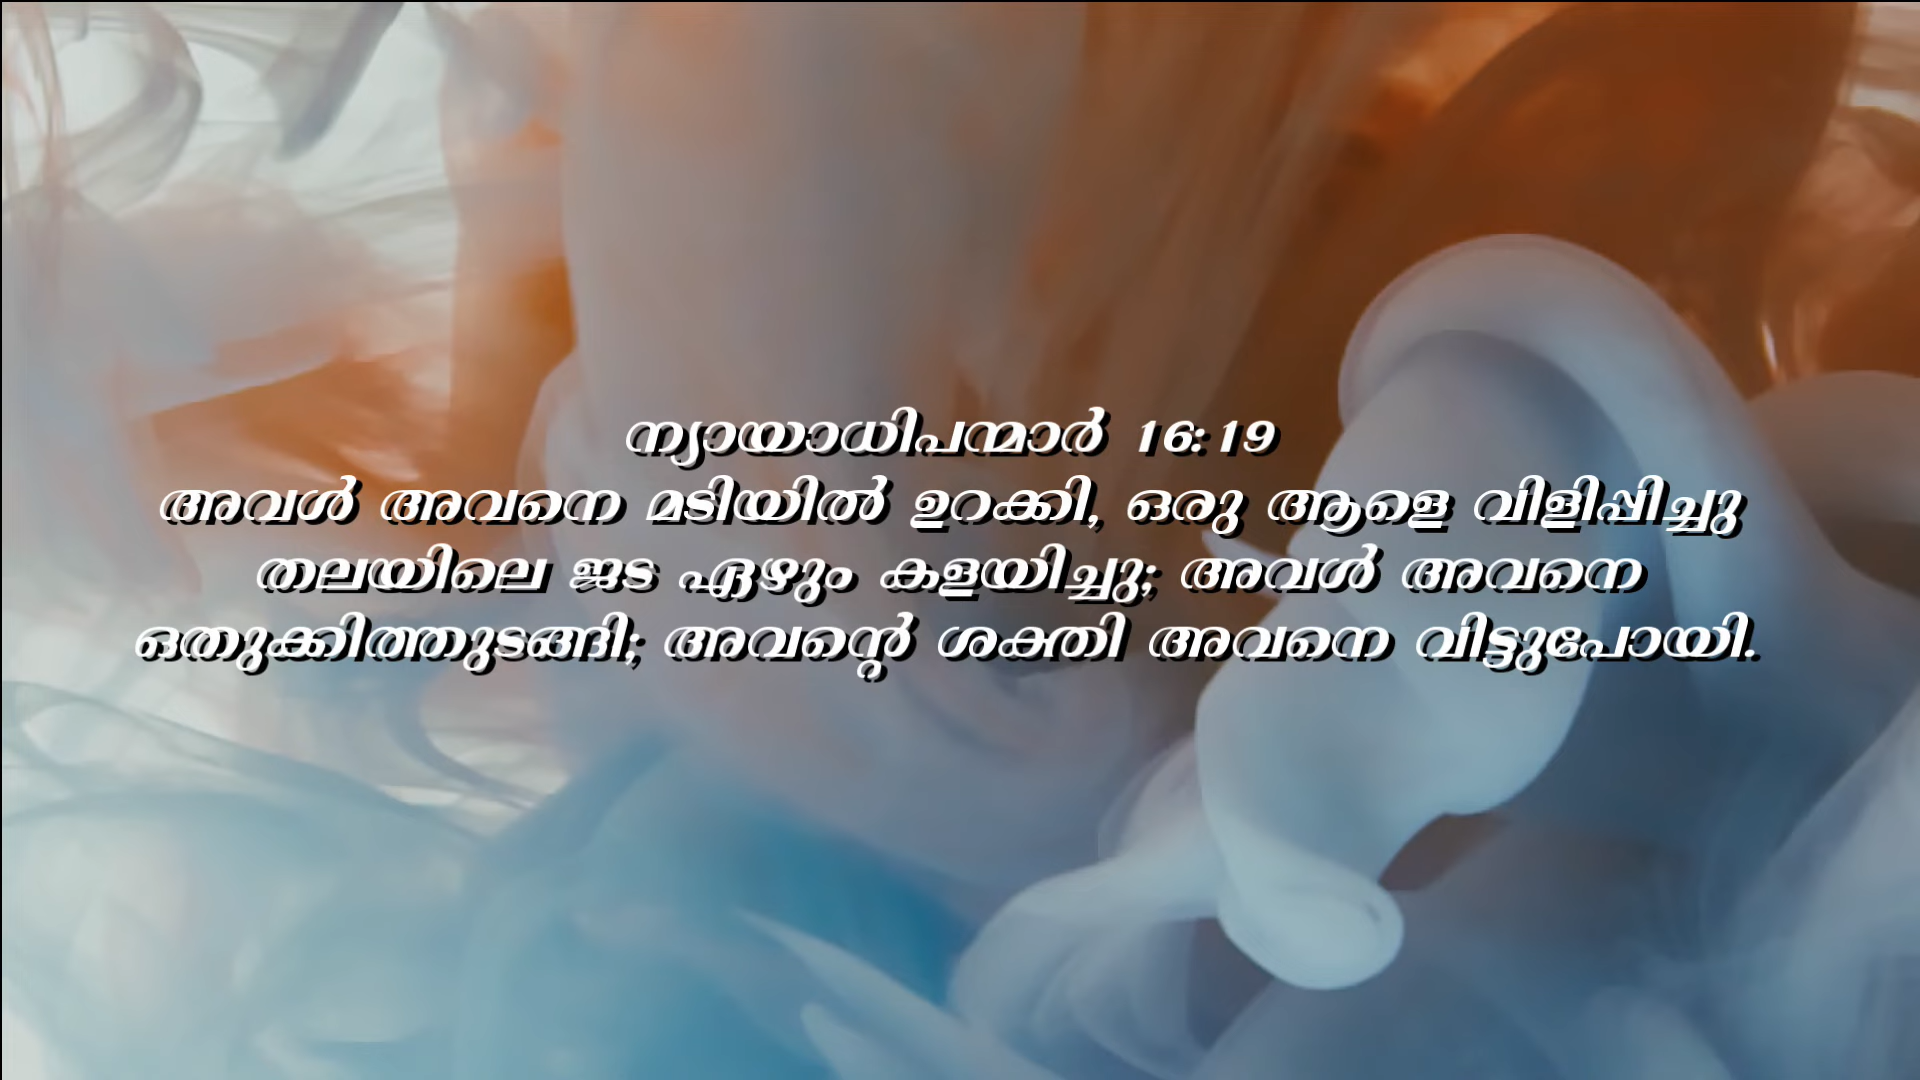 ന്യായാധിപന്മാർ 16:19
അവൾ അവനെ മടിയിൽ ഉറക്കി, ഒരു ആളെ വിളിപ്പിച്ചു
തലയിലെ ജട ഏഴും കളയിച്ചു; അവൾ അവനെ
ഒതുക്കിത്തുടങ്ങി; അവന്റെ ശക്തി അവനെ വിട്ടുപോയി.